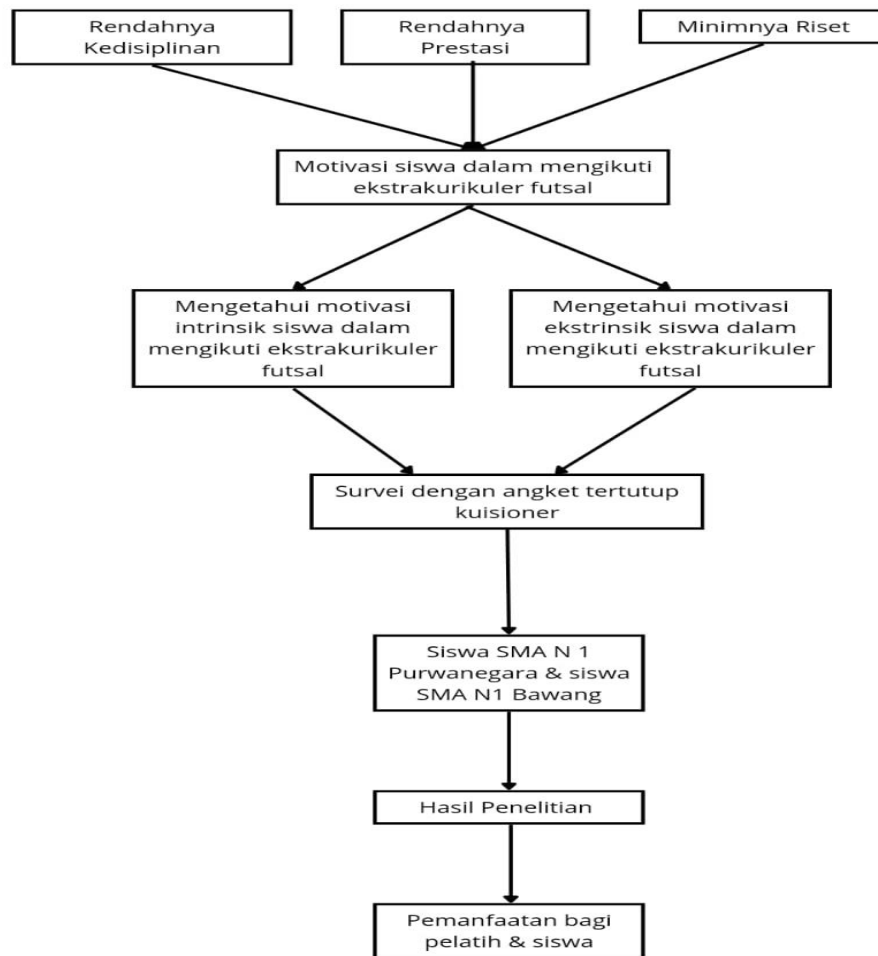 Rendahnya
Kedisiplinan
Rendahnya
Prestasi
Minimnya Riset
Motivasi siswa dalam mengikuti
ekstrakurikuler futsal
Mengetahui motivasi
intrinsik siswa dalam
mengikuti ekstrakurikuler
futsal
Mengetahui motivasi
ekstrinsik siswa dalam
mengikuti ekstrakurikuler
futsal
Survei dengan angket tertutup
kuisioner
Siswa SMA N 1
Purwanegara & siswa
SMA N1 Bawang
Hasil Penelitian
Pemanfaatan bagi
pelatih & siswa